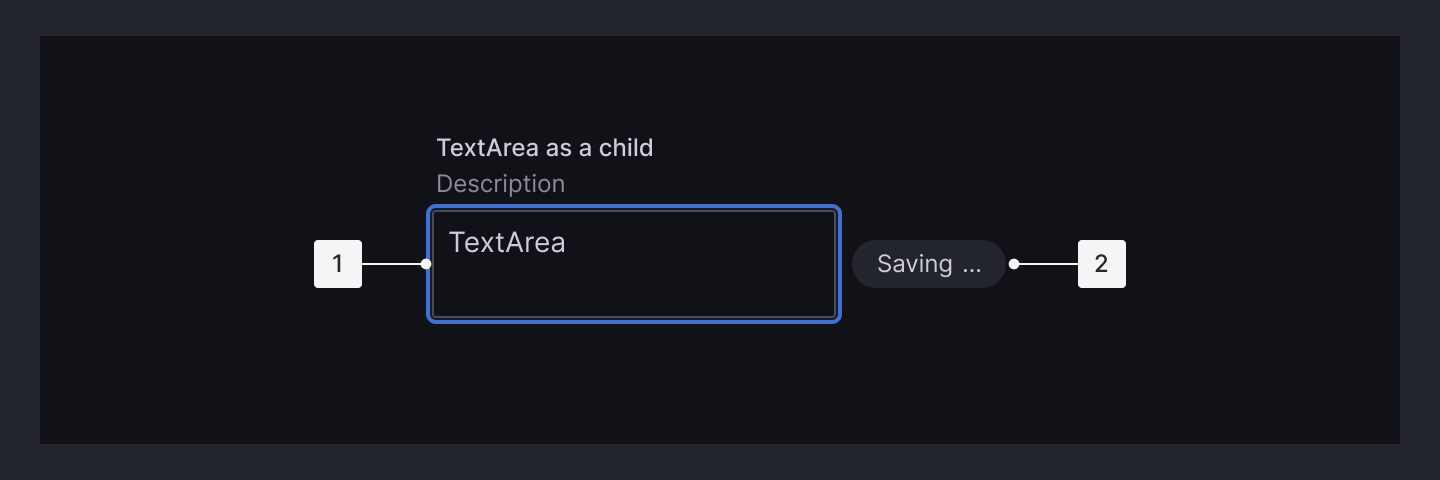 TextArea as a child
Description
TextArea
1
Saving ...
2